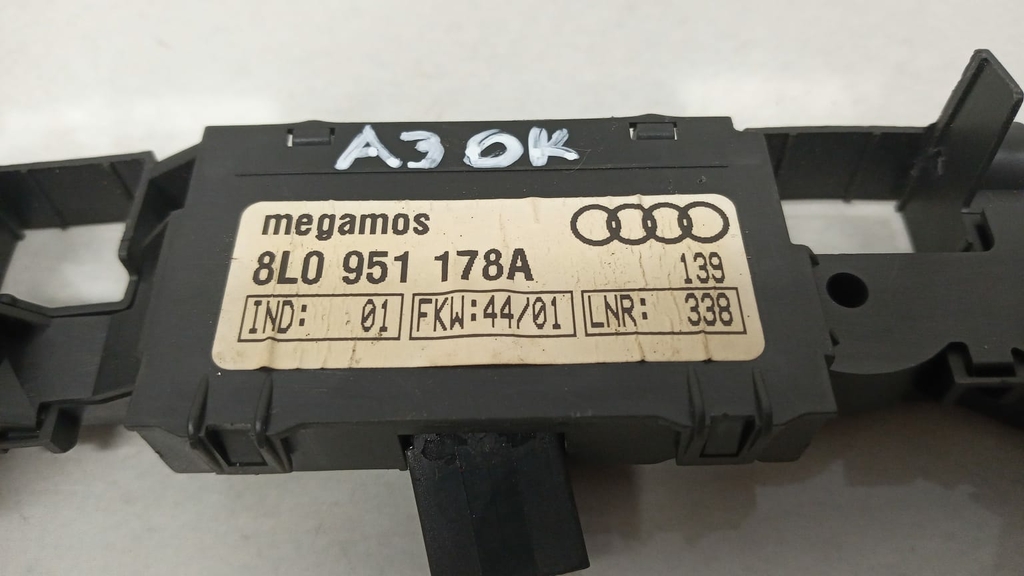 A3 OK
megamos
8L0 951 178A 139
IND: 01 FKW:44/01 LNR: 338